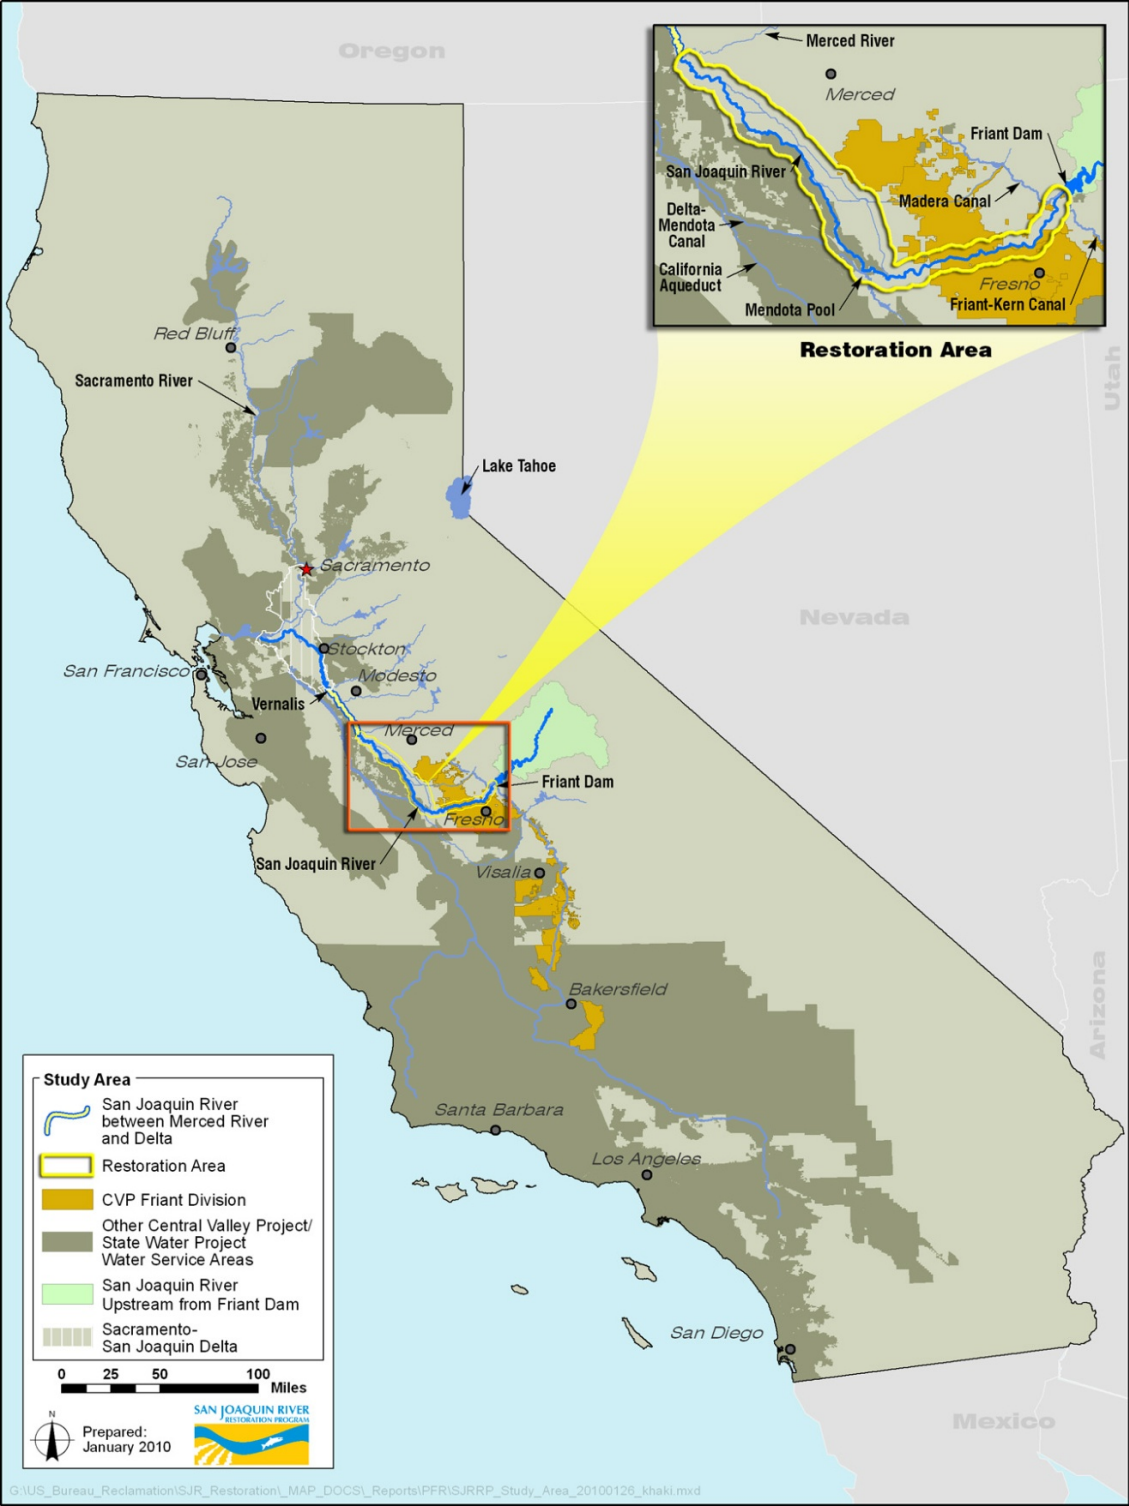 Oregon
Merced River
Merced
Friant Dam
San Joaquin River
Madera Canal
Delta-
Mendota
Canal
California
Aqueduct
Fresno
Mendota Pool
Friant-Kern Canal
Restoration Area
Utah
Red Bluff
Sacramento River
Lake Tahoe
Sacramento
Nevada
Stockton
San Francisco
Modesto
Vernalis
Merced
San Jose
Friant Dam
Fresno
San Joaquin River
Visalia
Bakersfield
Arizona
Santa Barbara
Los Angeles
San Diego
Mexico
Study Area
San Joaquin River
between Merced River
and Delta
Restoration Area
CVP Friant Division
Other Central Valley Project/
State Water Project
Water Service Areas
San Joaquin River
Upstream from Friant Dam
Sacramento-
San Joaquin Delta
0 25 50 100
Miles
N
Prepared:
January 2010
SAN JOAQUIN RIVER
RESTORATION PROGRAM
G:\US_Bureau_Reclamation\SJR_Restoration\_MAP_DOCS\_Reports\PFR\SJRRP_Study_Area_20100126_khaki.mxd